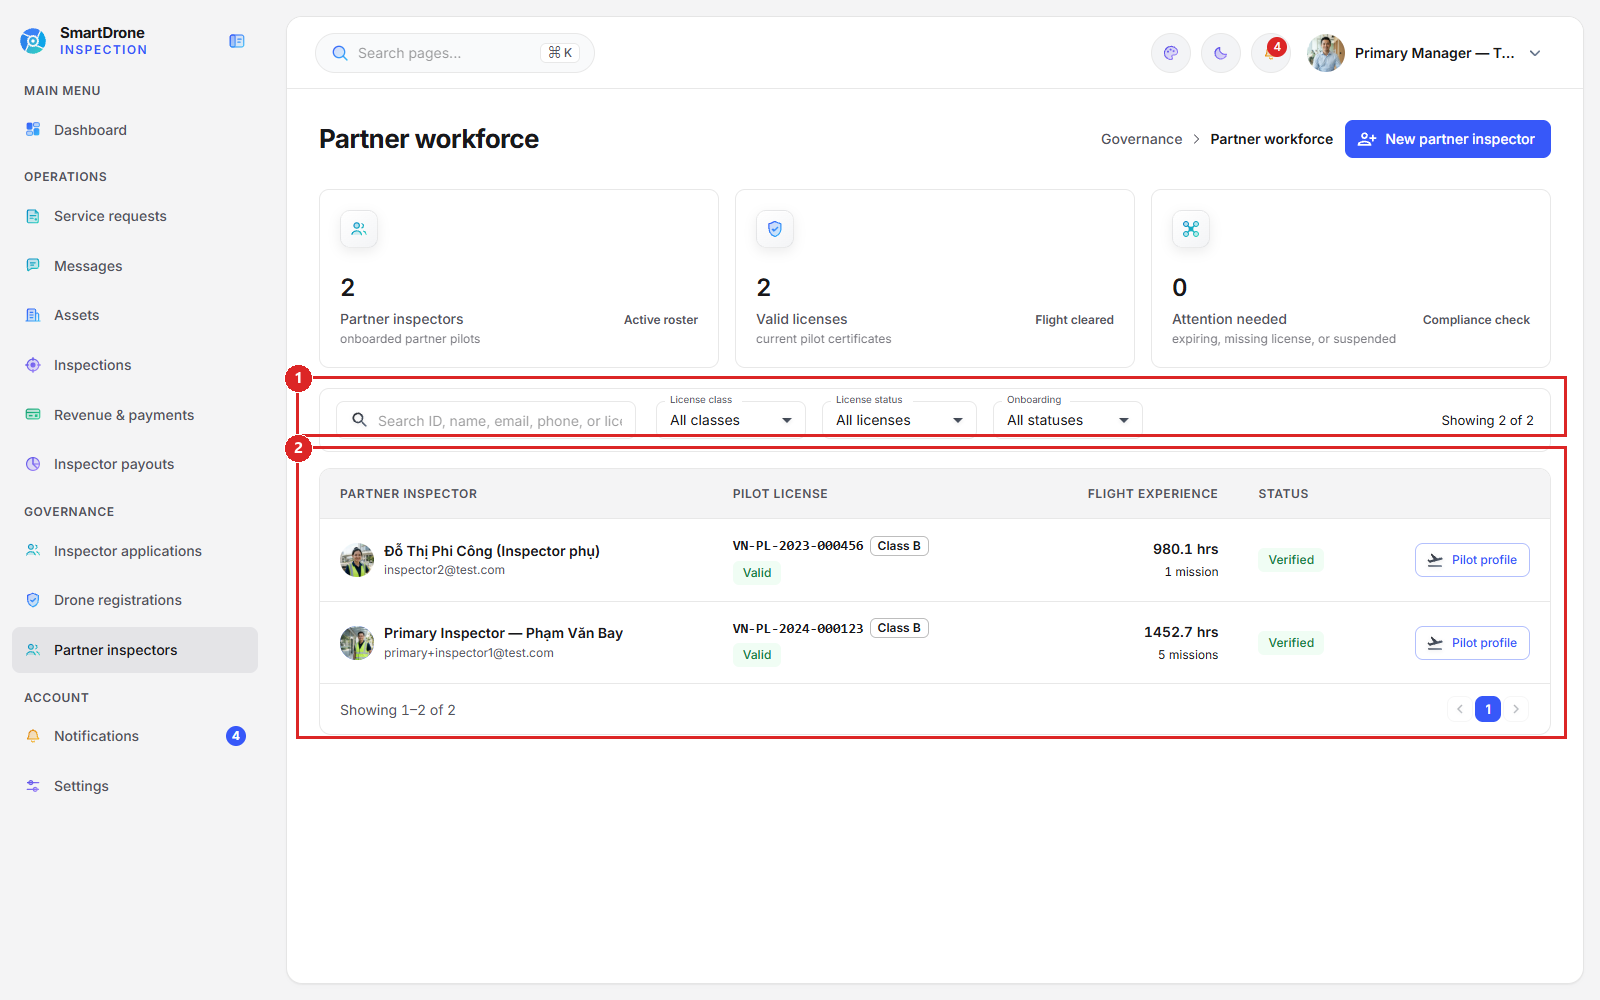 SmartDrone
INSPECTION
MAIN MENU
Dashboard
OPERATIONS
Service requests
Messages
Assets
Inspections
Revenue & payments
Inspector payouts
GOVERNANCE
Inspector applications
Drone registrations
Partner inspectors
ACCOUNT
Notifications 4
Settings
Search pages... ⌘ K
4
Primary Manager — T...
Partner workforce
Governance > Partner workforce
New partner inspector
2
Partner inspectors Active roster
onboarded partner pilots
2
Valid licenses Flight cleared
current pilot certificates
0
Attention needed Compliance check
expiring, missing license, or suspended
1
Search ID, name, email, phone, or lice
License class
All classes
License status
All licenses
Onboarding
All statuses
Showing 2 of 2
2
PARTNER INSPECTOR PILOT LICENSE FLIGHT EXPERIENCE STATUS
Đỗ Thị Phi Công (Inspector phụ)
inspector2@test.com
VN-PL-2023-000456 Class B
Valid
980.1 hrs
1 mission
Verified
Pilot profile
Primary Inspector — Phạm Văn Bay
primary+inspector1@test.com
VN-PL-2024-000123 Class B
Valid
1452.7 hrs
5 missions
Verified
Pilot profile
Showing 1–2 of 2
1